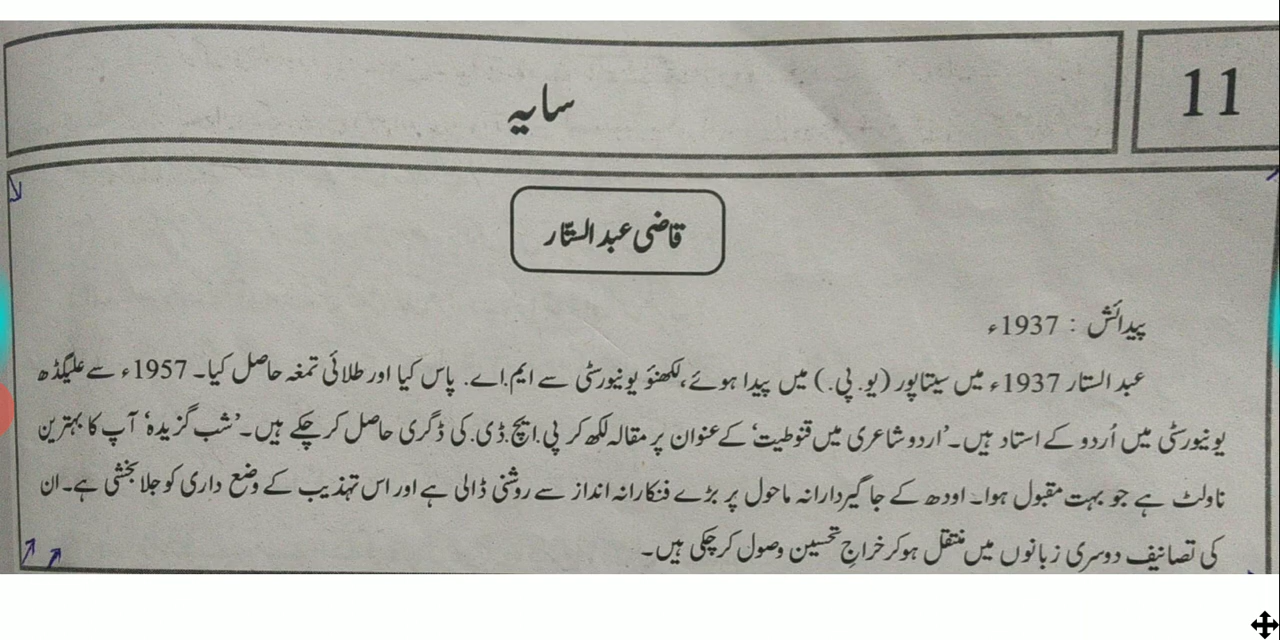 11
سایہ
قاضی عبد الستّار
پیدائش : 1937ء
عبد الستار 1937ء میں سیتاپور (یو.پی.) میں پیدا ہوئے، لکھنؤ یونیورسٹی سے ایم.اے. پاس کیا اور طلائی تمغہ حاصل کیا۔ 1957ء سے علیگڈھ
یونیورسٹی میں اُردو کے استاد ہیں۔ ’اردو شاعری میں قنوطیت‘ کے عنوان پر مقالہ لکھ کر پی.ایچ.ڈی.کی ڈگری حاصل کر چکے ہیں۔ ’شب گزیدہ‘ آپ کا بہترین
ناولٹ ہے جو بہت مقبول ہوا۔ اودھ کے جاگیردارانہ ماحول پر بڑے فنکارانہ انداز سے روشنی ڈالی ہے اور اس تہذیب کے وضع داری کو جلا بخشی ہے۔ ان
کی تصانیف دوسری زبانوں میں منتقل ہوکر خراجِ تحسین وصول کر چکی ہیں۔